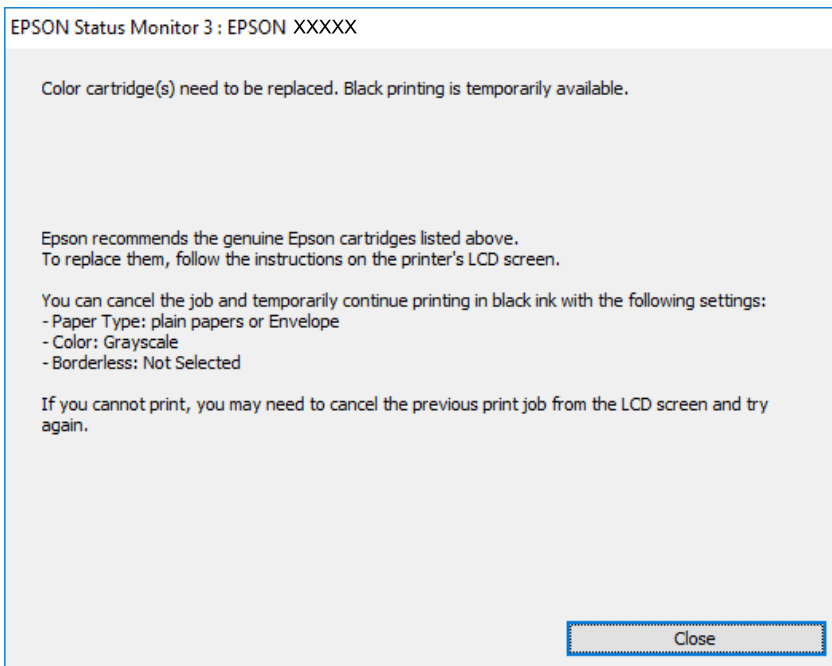 EPSON Status Monitor 3 : EPSON XXXXX
Color cartridge(s) need to be replaced. Black printing is temporarily available.
Epson recommends the genuine Epson cartridges listed above.
To replace them, follow the instructions on the printer's LCD screen.
You can cancel the job and temporarily continue printing in black ink with the following settings:
- Paper Type: plain papers or Envelope
- Color: Grayscale
- Borderless: Not Selected
If you cannot print, you may need to cancel the previous print job from the LCD screen and try
again.
Close